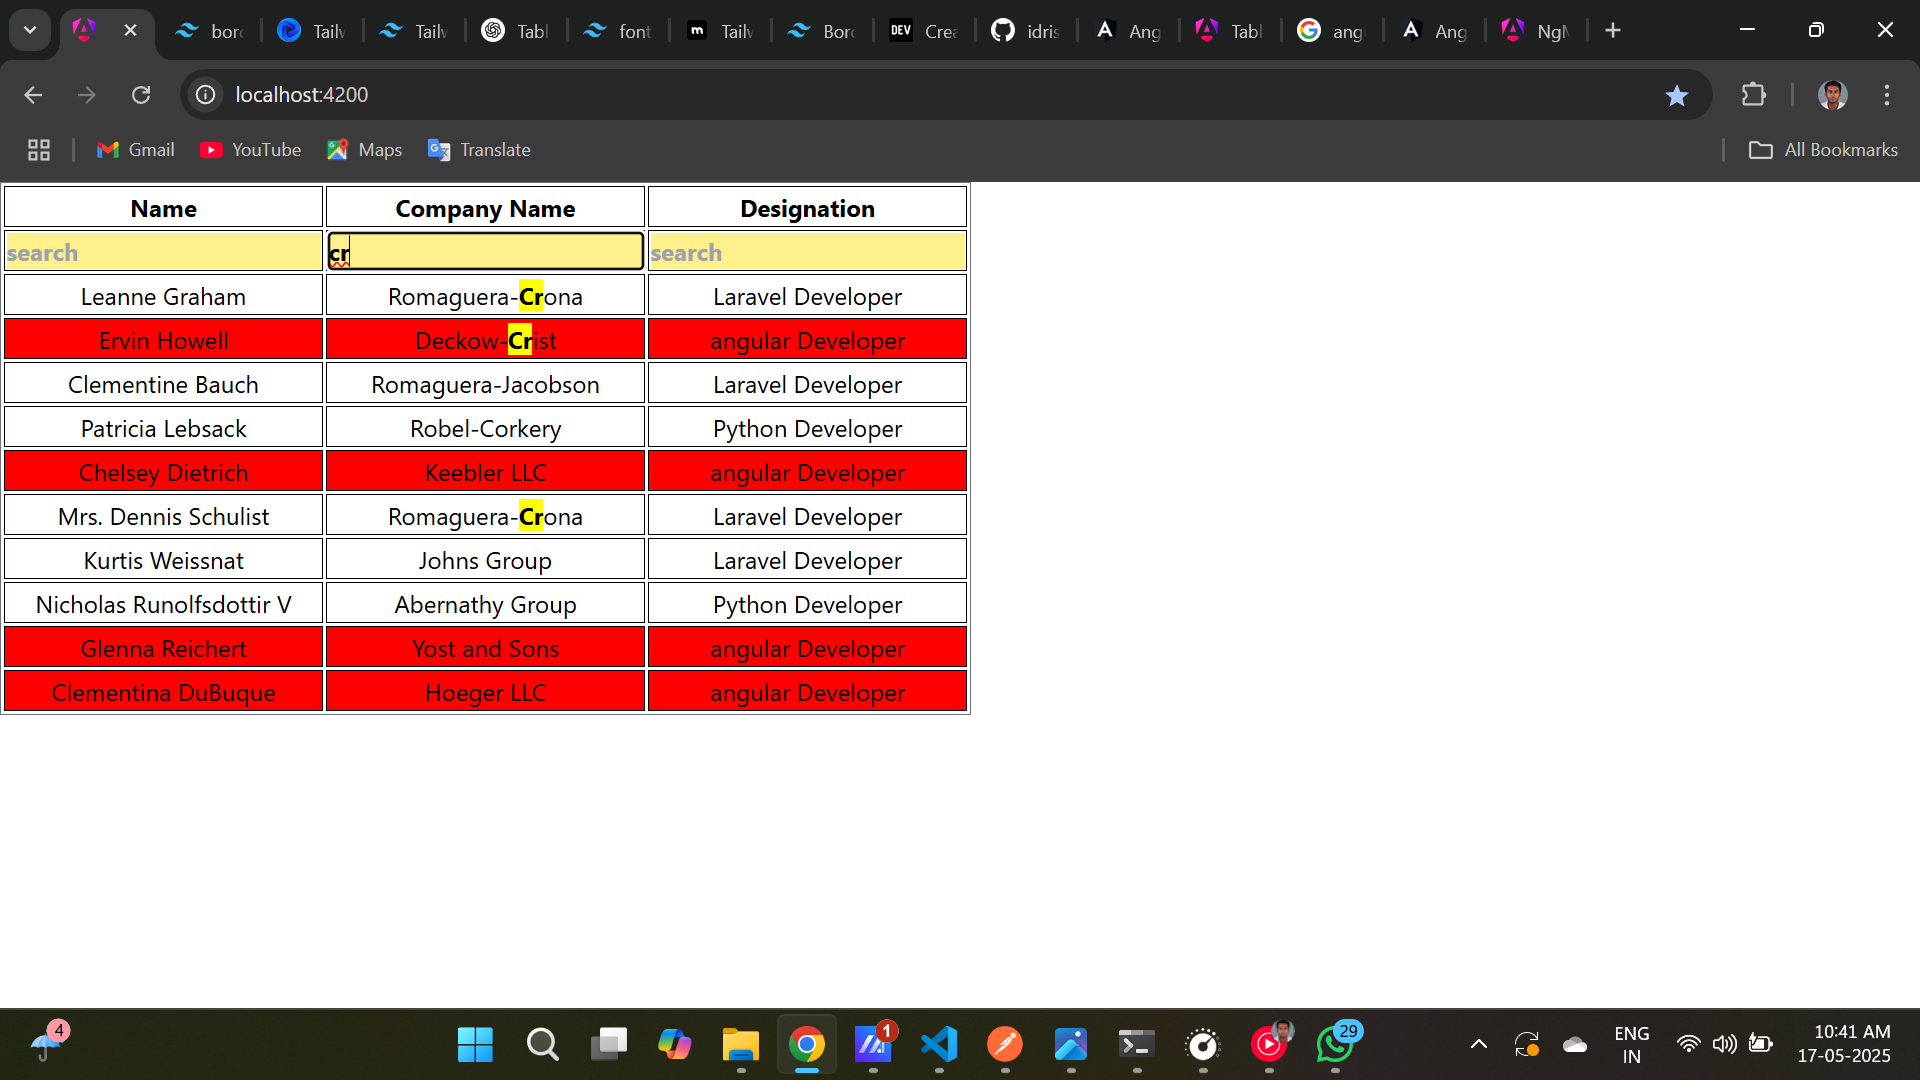 borc
Tailw
Tailw
Tabl
font
Tailw
Borc
DEV
Crea
idris
Ang
Tabl
ang
Ang
NgM
localhost:4200
Gmail
YouTube
Maps
Translate
All Bookmarks
Name Company Name Designation
search cr search
Leanne Graham Romaguera-Crona Laravel Developer
Ervin Howell Deckow-Crist angular Developer
Clementine Bauch Romaguera-Jacobson Laravel Developer
Patricia Lebsack Robel-Corkery Python Developer
Chelsey Dietrich Keebler LLC angular Developer
Mrs. Dennis Schulist Romaguera-Crona Laravel Developer
Kurtis Weissnat Johns Group Laravel Developer
Nicholas Runolfsdottir V Abernathy Group Python Developer
Glenna Reichert Yost and Sons angular Developer
Clementina DuBuque Hoeger LLC angular Developer
4
1
29
ENG
IN
10:41 AM
17-05-2025